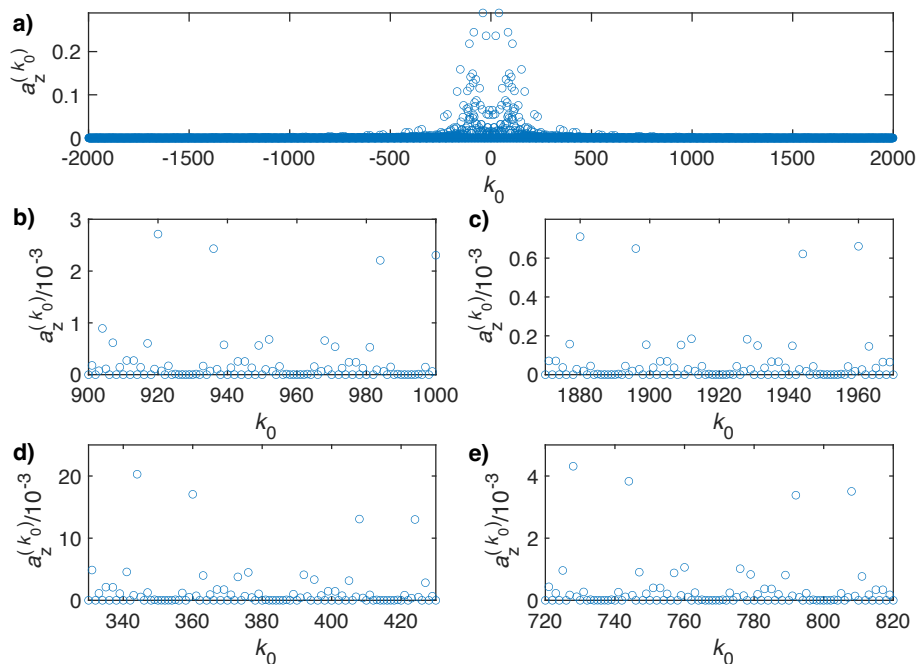 a)
a_z^(k_0)
0.2
0.1
0
-2000 -1500 -1000 -500 0 500 1000 1500 2000
k_0
b)
a_z^(k_0)/10^-3
3
2
1
0
900 920 940 960 980 1000
k_0
c)
a_z^(k_0)/10^-3
0.6
0.4
0.2
0
1880 1900 1920 1940 1960
k_0
d)
a_z^(k_0)/10^-3
20
10
0
340 360 380 400 420
k_0
e)
a_z^(k_0)/10^-3
4
2
0
720 740 760 780 800 820
k_0